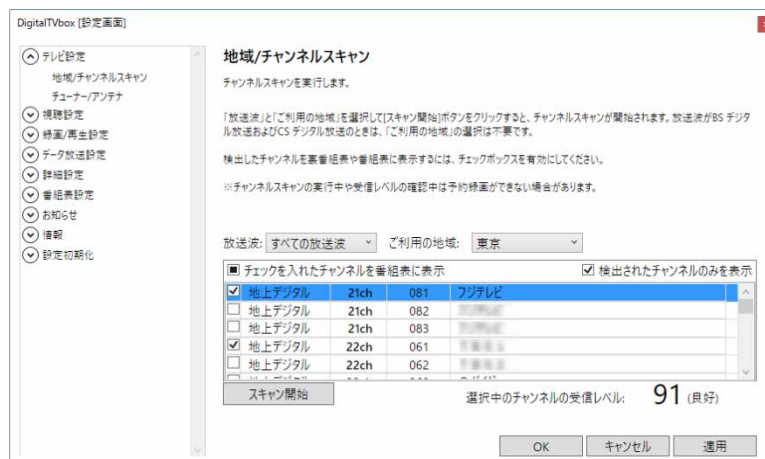 DigitalTVbox [設定画面]
テレビ設定
地域/チャンネルスキャン
チューナー/アンテナ
視聴設定
録画/再生設定
データ放送設定
詳細設定
番組表設定
お知らせ
情報
設定初期化
地域/チャンネルスキャン
チャンネルスキャンを実行します。
「放送波」と「ご利用の地域」を選択して[スキャン開始]ボタンをクリックすると、チャンネルスキャンが開始されます。放送波がBS デジタ
ル放送およびCS デジタル放送のときは、「ご利用の地域」の選択は不要です。
検出したチャンネルを裏番組表や番組表に表示するには、チェックボックスを有効にしてください。
※チャンネルスキャンの実行中や受信レベルの確認中は予約録画ができない場合があります。
放送波: すべての放送波 ご利用の地域: 東京
チェックを入れたチャンネルを番組表に表示 検出されたチャンネルのみを表示
地上デジタル 21ch 081 フジテレビ
地上デジタル 21ch 082
地上デジタル 21ch 083
地上デジタル 22ch 061
地上デジタル 22ch 062
スキャン開始 選択中のチャンネルの受信レベル: 91 (良好)
OK キャンセル 適用